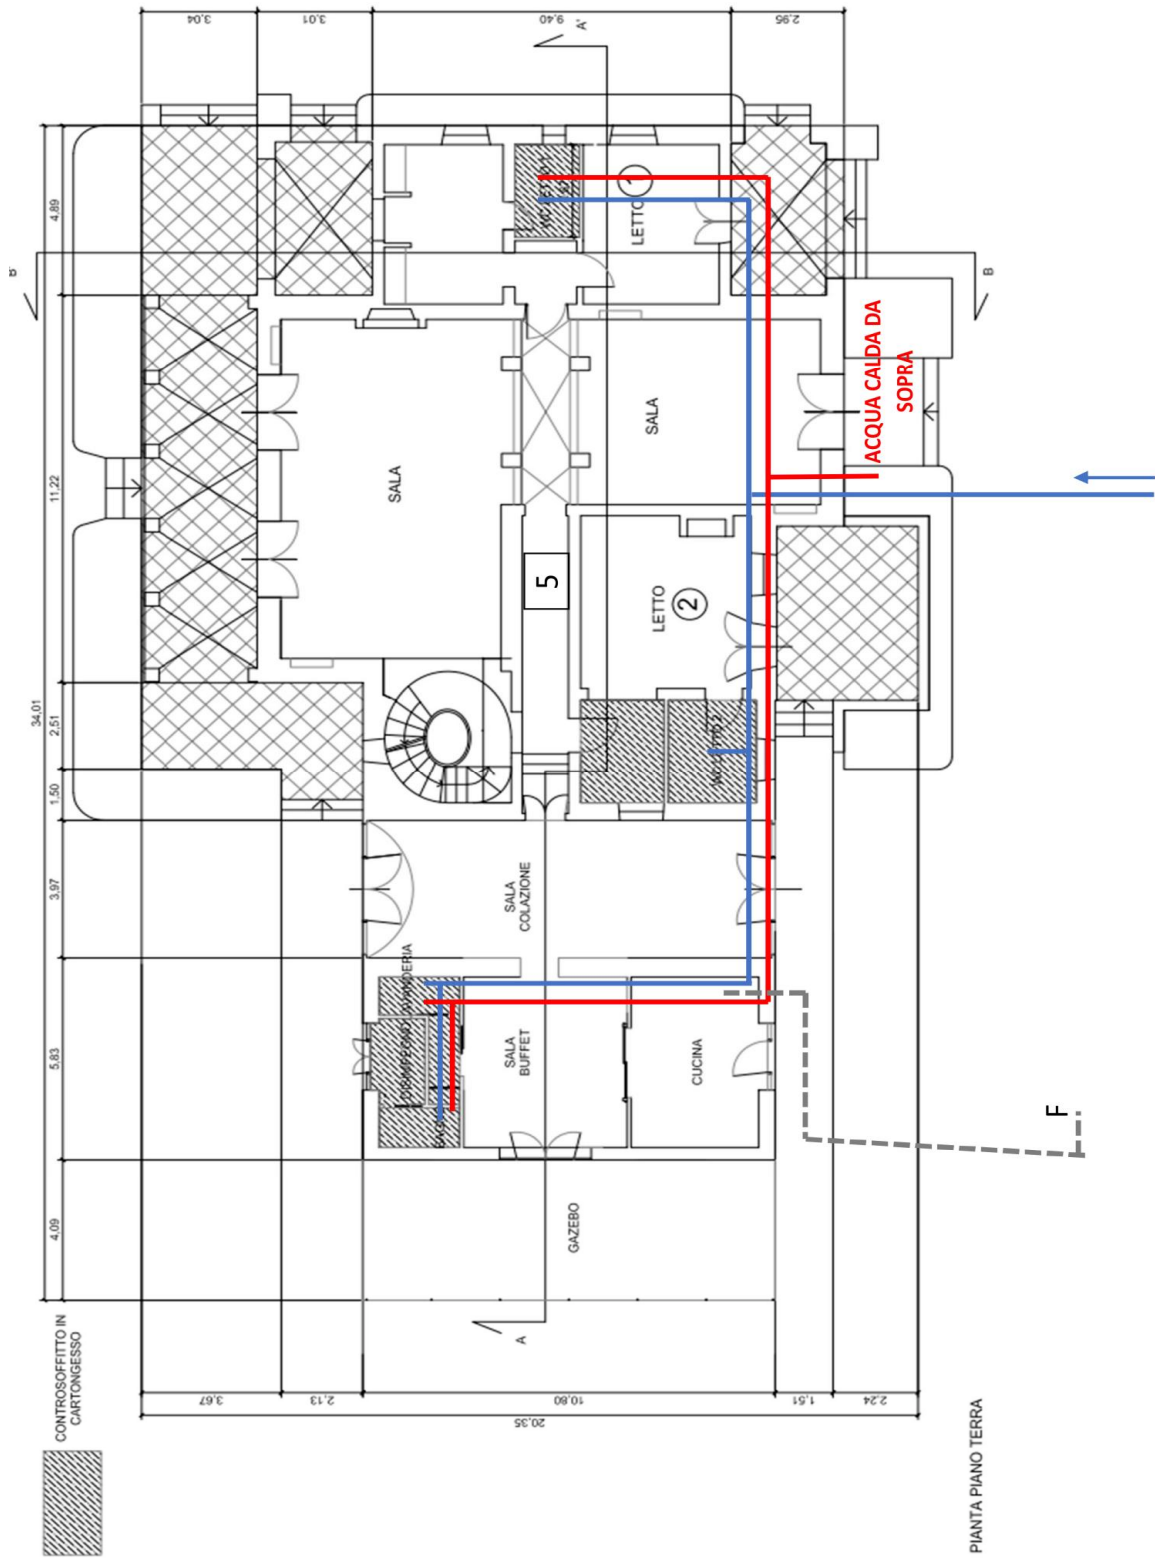 CONTROSOFFITTO IN
CARTONGESSO
34,01
4,09
5,83
3,97
1,50
2,51
11,22
4,89
3,04
3,01
9,40
2,95
3,67
2,13
10,80
1,51
2,24
20,35
A
A'
B'
B
GAZEBO
SALA
BUFFET
CUCINA
DISIMPEGNO
LAVANDERIA
SALA
COLAZIONE
SALA
SALA
LETTO
2
LETTO
1
5
ACQUA CALDA DA
SOPRA
F
PIANTA PIANO TERRA